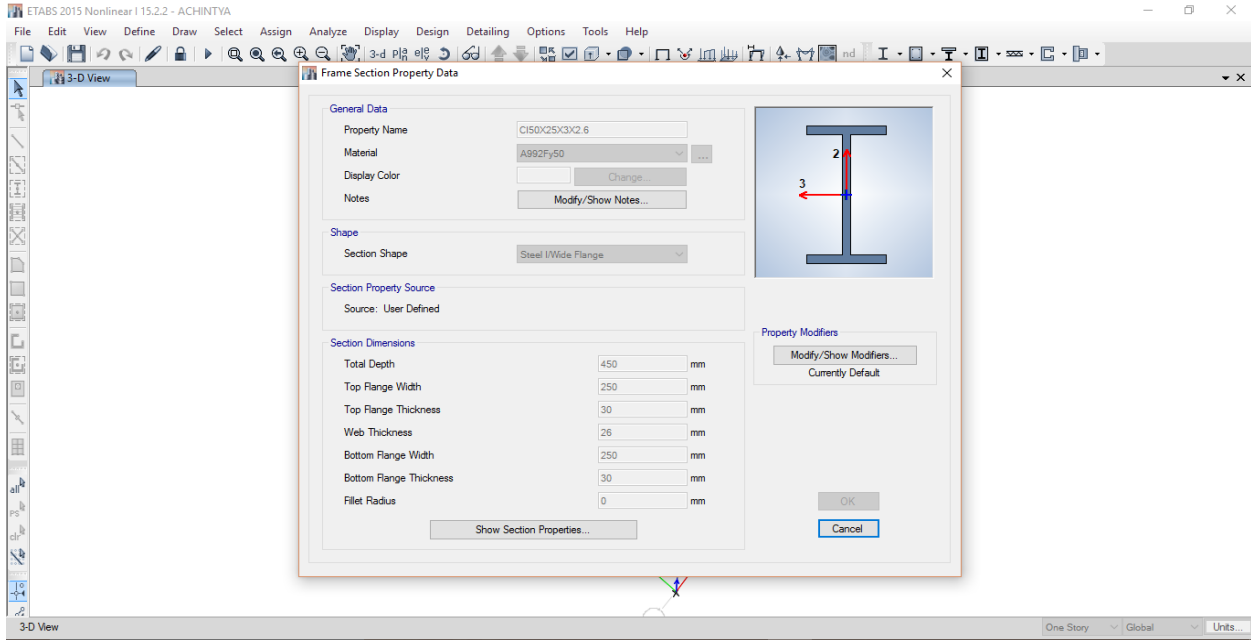 ETABS 2015 Nonlinear I 15.2.2 - ACHINTYA
File Edit View Define Draw Select Assign Analyze Display Design Detailing Options Tools Help
3-d nd
3-D View
Frame Section Property Data
General Data
Property Name CI50X25X3X2.6
Material A992Fy50 ...
Display Color Change...
Notes Modify/Show Notes...
2
3
Shape
Section Shape Steel I/Wide Flange
Section Property Source
Source: User Defined
Property Modifiers
Modify/Show Modifiers...
Currently Default
Section Dimensions
Total Depth 450 mm
Top Flange Width 250 mm
Top Flange Thickness 30 mm
Web Thickness 26 mm
Bottom Flange Width 250 mm
Bottom Flange Thickness 30 mm
Fillet Radius 0 mm
Show Section Properties...
OK
Cancel
all
ps
clr
3-D View One Story Global Units...